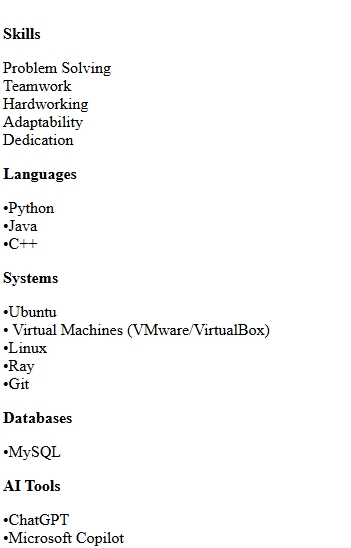 Skills
Problem Solving
Teamwork
Hardworking
Adaptability
Dedication
Languages
•Python
•Java
•C++
Systems
•Ubuntu
• Virtual Machines (VMware/VirtualBox)
•Linux
•Ray
•Git
Databases
•MySQL
AI Tools
•ChatGPT
•Microsoft Copilot